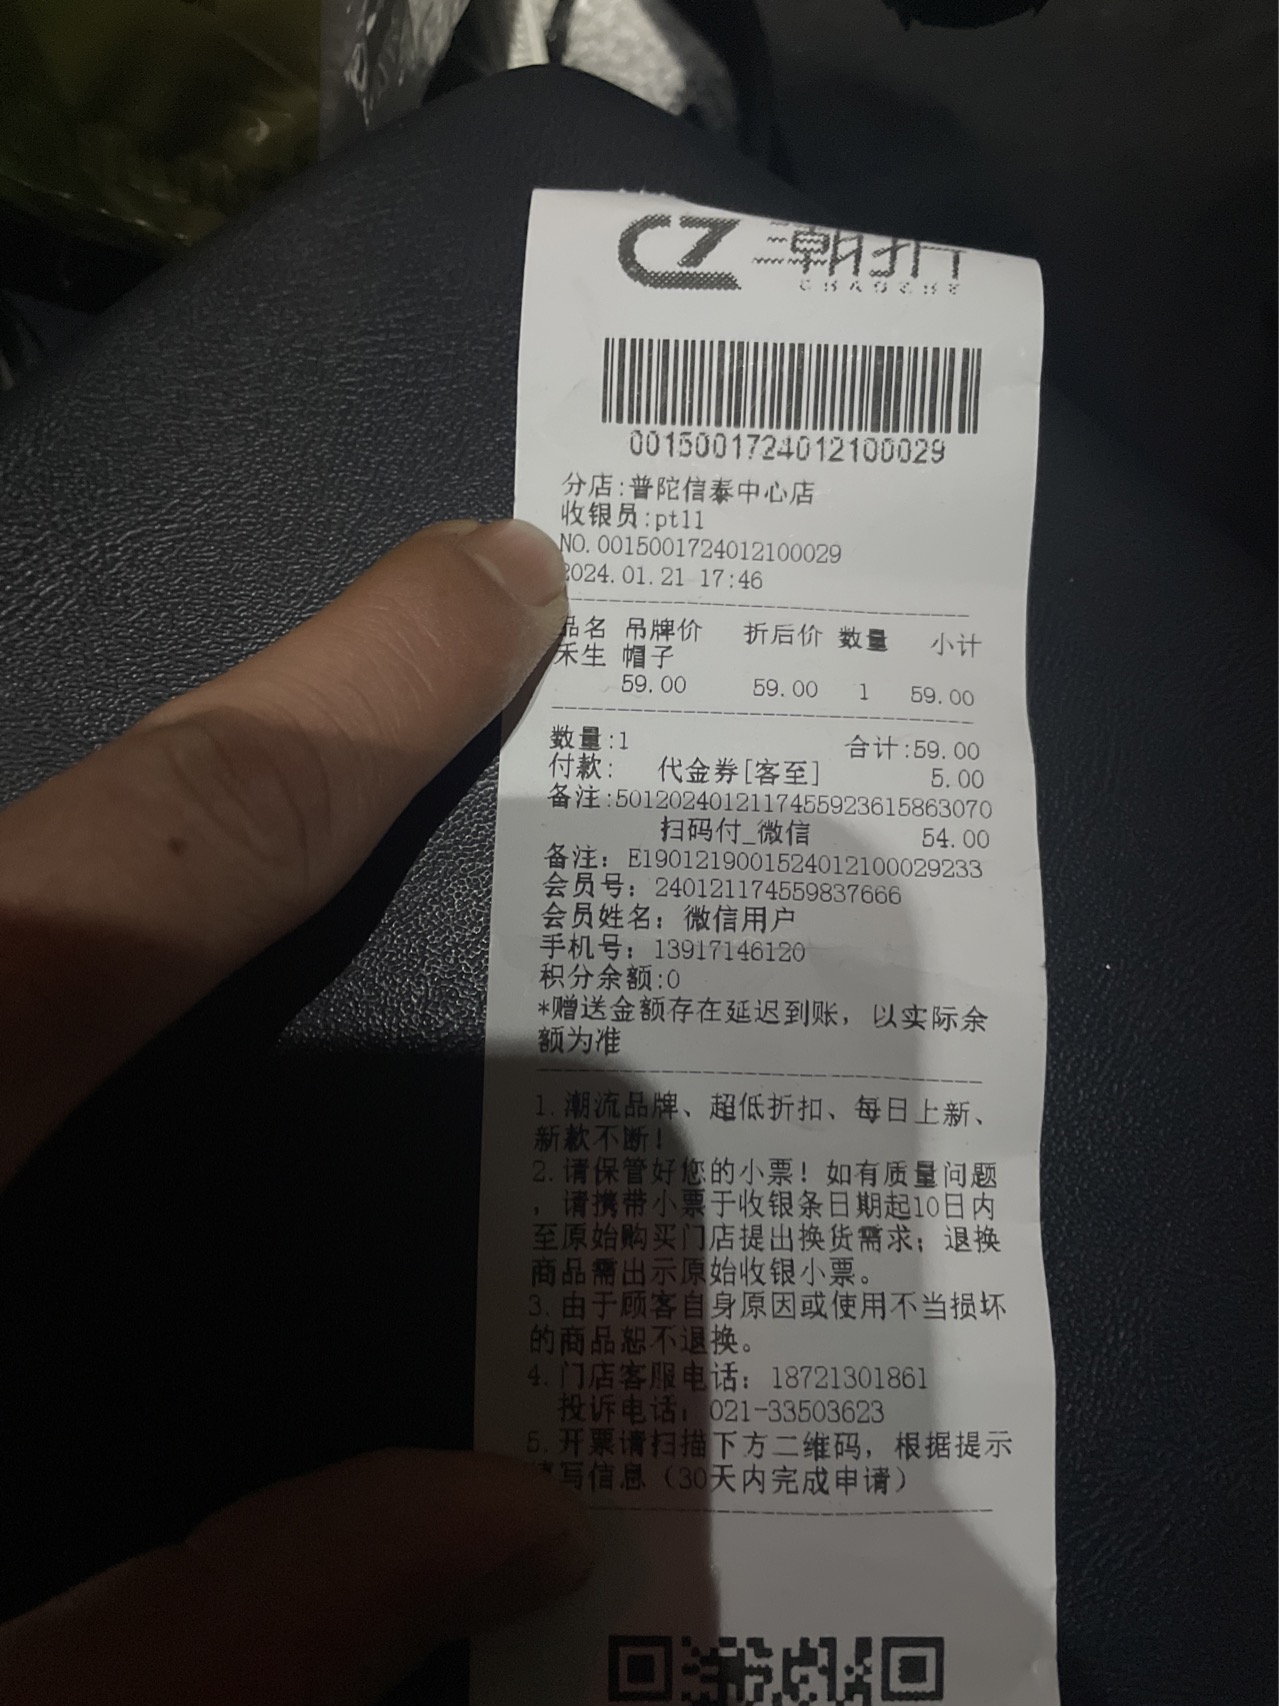 CZ 潮折
CHAOZHE
0015001724012100029
分店:普陀信泰中心店
收银员:pt11
NO.0015001724012100029
2024.01.21 17:46
品名 吊牌价 折后价 数量 小计
禾生 帽子
59.00 59.00 1 59.00
数量:1 合计:59.00
付款: 代金券[客至] 5.00
备注:5012024012117455923615863070
扫码付_微信 54.00
备注: E1901219001524012100029233
会员号: 240121174559837666
会员姓名: 微信用户
手机号: 13917146120
积分余额:0
*赠送金额存在延迟到账, 以实际余
额为准
1.潮流品牌、超低折扣、每日上新、
新款不断!
2.请保管好您的小票! 如有质量问题
, 请携带小票于收银条日期起10日内
至原始购买门店提出换货需求; 退换
商品需出示原始收银小票。
3.由于顾客自身原因或使用不当损坏
的商品恕不退换。
4.门店客服电话: 18721301861
投诉电话: 021-33503623
5.开票请扫描下方二维码, 根据提示
填写信息 (30天内完成申请)